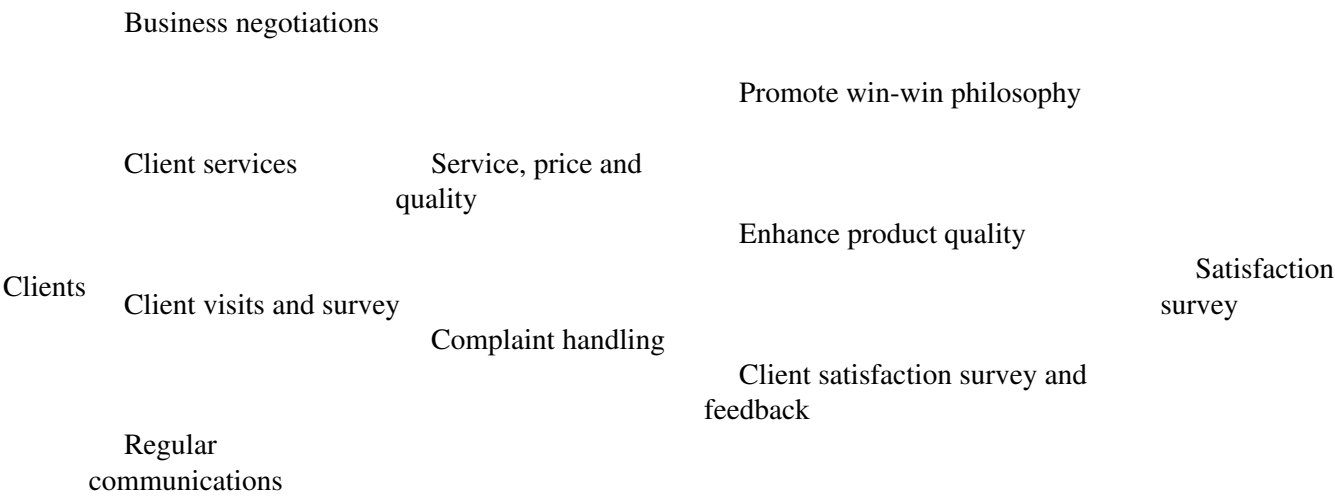 Clients
Business negotiations
Client services
Client visits and survey
Regular
communications
Service, price and
quality
Complaint handling
Promote win-win philosophy
Enhance product quality
Client satisfaction survey and
feedback
Satisfaction
survey